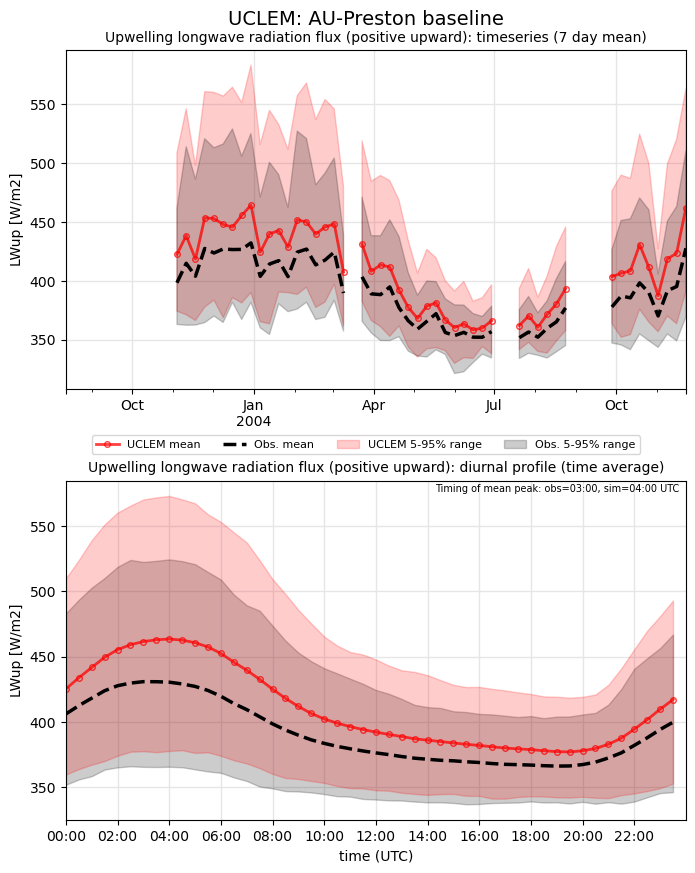 UCLEM: AU-Preston baseline
Upwelling longwave radiation flux (positive upward): timeseries (7 day mean)
LWup [W/m2]
550
500
450
400
350
Oct
Jan
2004
Apr
Jul
Oct
UCLEM mean
Obs. mean
UCLEM 5-95% range
Obs. 5-95% range
Upwelling longwave radiation flux (positive upward): diurnal profile (time average)
Timing of mean peak: obs=03:00, sim=04:00 UTC
LWup [W/m2]
550
500
450
400
350
00:00
02:00
04:00
06:00
08:00
10:00
12:00
14:00
16:00
18:00
20:00
22:00
time (UTC)